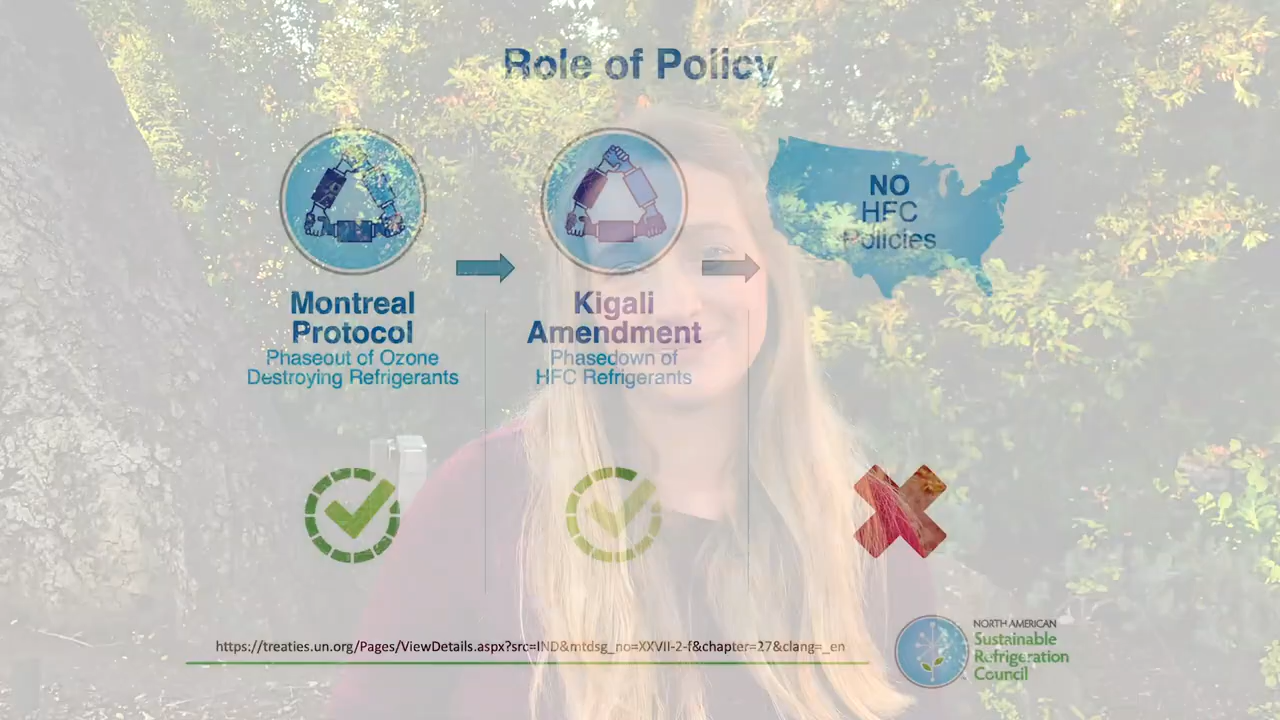 Role of Policy
NO
HFC
Policies
Montreal
Protocol
Phaseout of Ozone
Destroying Refrigerants
Kigali
Amendment
Phasedown of
HFC Refrigerants
https://treaties.un.org/Pages/ViewDetails.aspx?src=IND&mtdsg_no=XXVII-2-f&chapter=27&clang=_en
NORTH AMERICAN
Sustainable
Refrigeration
Council